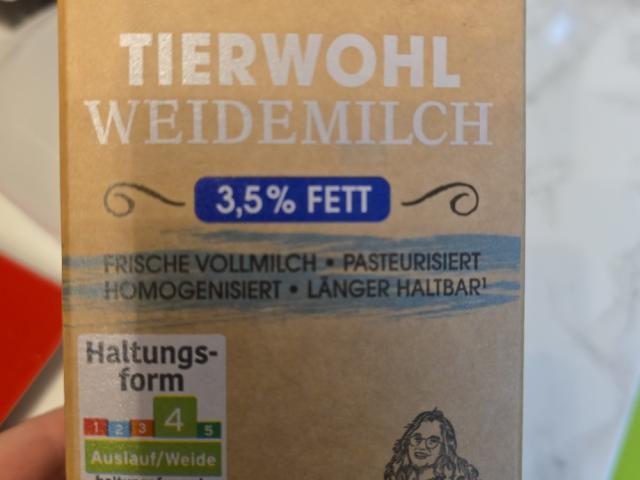 TIERWOHL
WEIDEMILCH
3,5% FETT
FRISCHE VOLLMILCH • PASTEURISIERT
HOMOGENISIERT • LÄNGER HALTBAR¹
Haltungs-
form
1 2 3 4 5
Auslauf/Weide